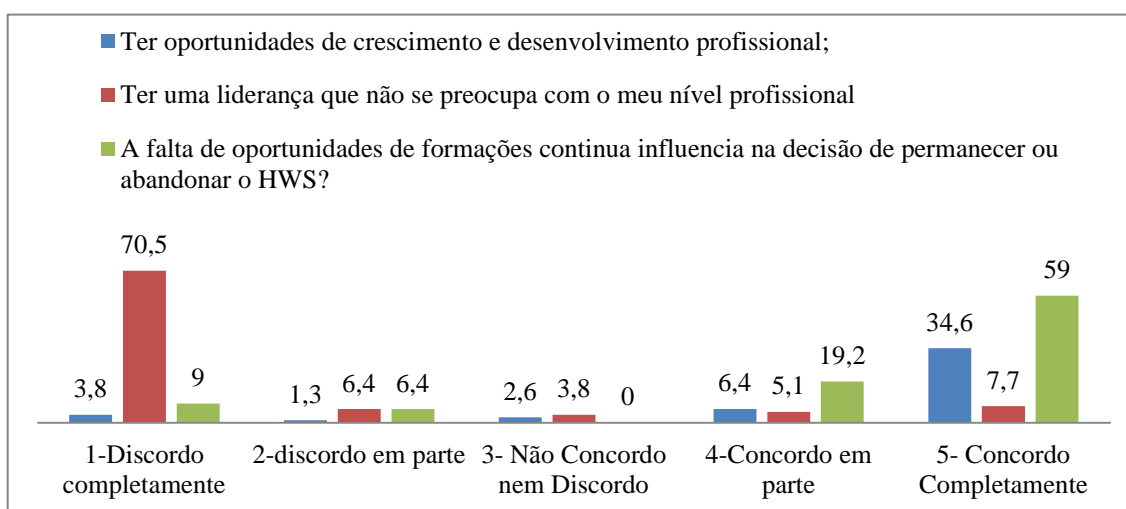 Ter oportunidades de crescimento e desenvolvimento profissional;
Ter uma liderança que não se preocupa com o meu nível profissional
A falta de oportunidades de formações continua influencia na decisão de permanecer ou
abandonar o HWS?
3,8
70,5
9
1,3
6,4
6,4
2,6
3,8
0
6,4
5,1
19,2
34,6
7,7
59
1-Discordo
completamente
2-discordo em parte
3- Não Concordo
nem Discordo
4-Concordo em
parte
5- Concordo
Completamente